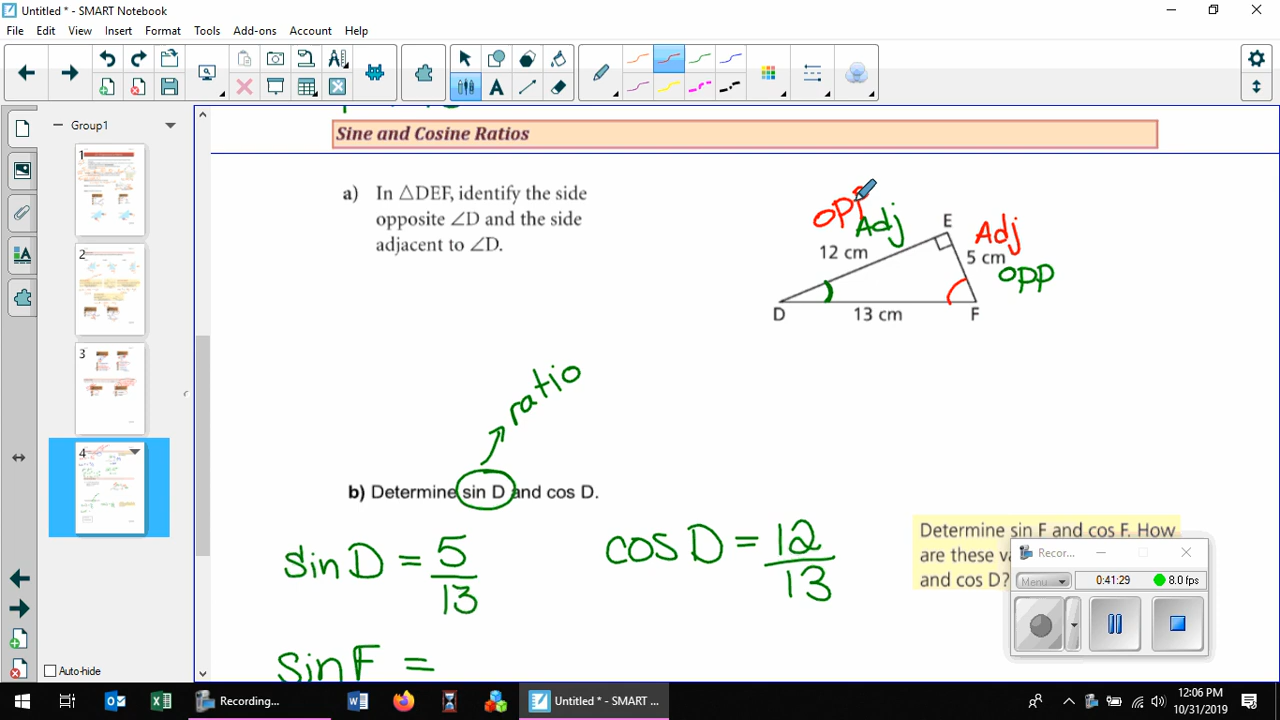 Untitled * - SMART Notebook
File Edit View Insert Format Tools Add-ons Account Help
Group1
1
2
3
4
Auto-hide
Sine and Cosine Ratios
a) In △DEF, identify the side
opposite ∠D and the side
adjacent to ∠D.
opp
Adj
E
Adj
12 cm
5 cm
opp
D
13 cm
F
ratio
b) Determine sin D and cos D.
sin D = 5/13
cos D = 12/13
sin F =
Determine sin F and cos F. How
are these v
and cos D?
Recor...
Menu
0:41:29
8.0 fps
Recording...
Untitled * - SMART ...
12:06 PM
10/31/2019